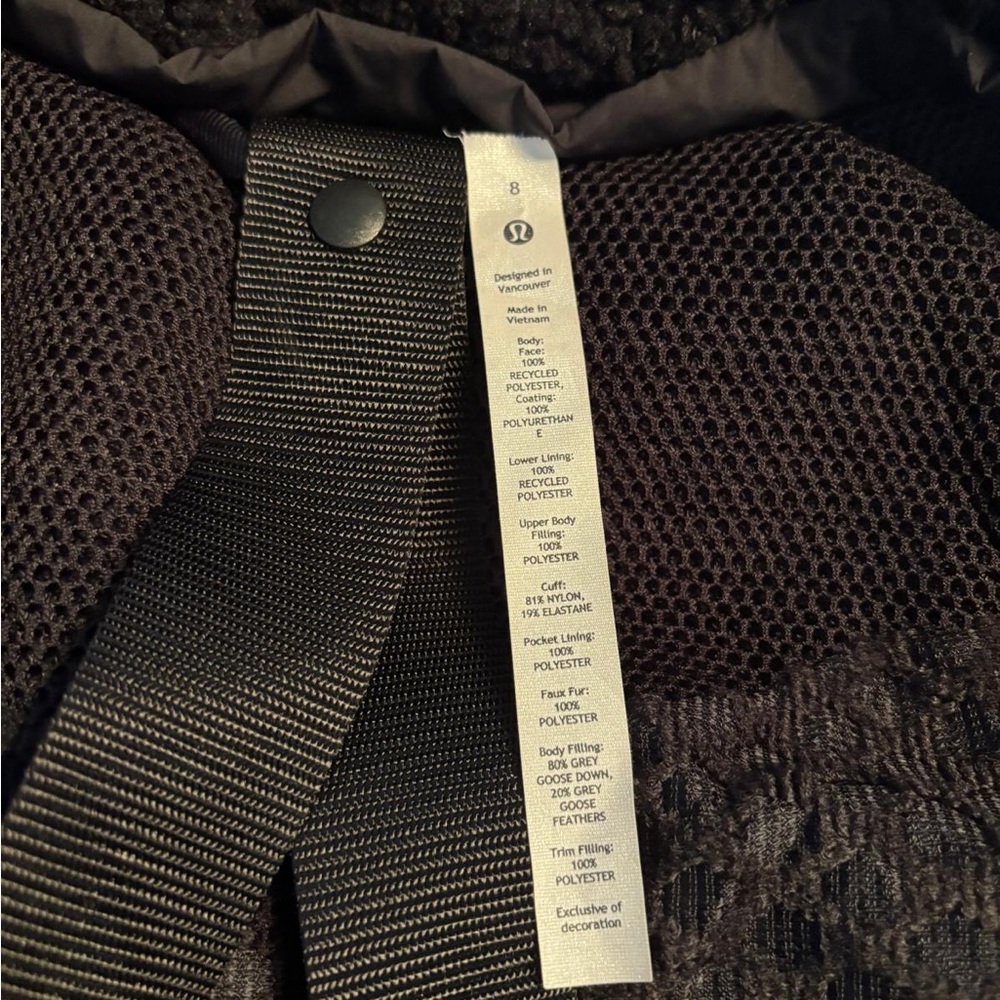 8
Designed in
Vancouver
Made in
Vietnam
Body:
Face:
100%
RECYCLED
POLYESTER,
Coating:
100%
POLYURETHAN
E
Lower Lining:
100%
RECYCLED
POLYESTER
Upper Body
Filling:
100%
POLYESTER
Cuff:
81% NYLON,
19% ELASTANE
Pocket Lining:
100%
POLYESTER
Faux Fur:
100%
POLYESTER
Body Filling:
80% GREY
GOOSE DOWN,
20% GREY
GOOSE
FEATHERS
Trim Filling:
100%
POLYESTER
Exclusive of
decoration